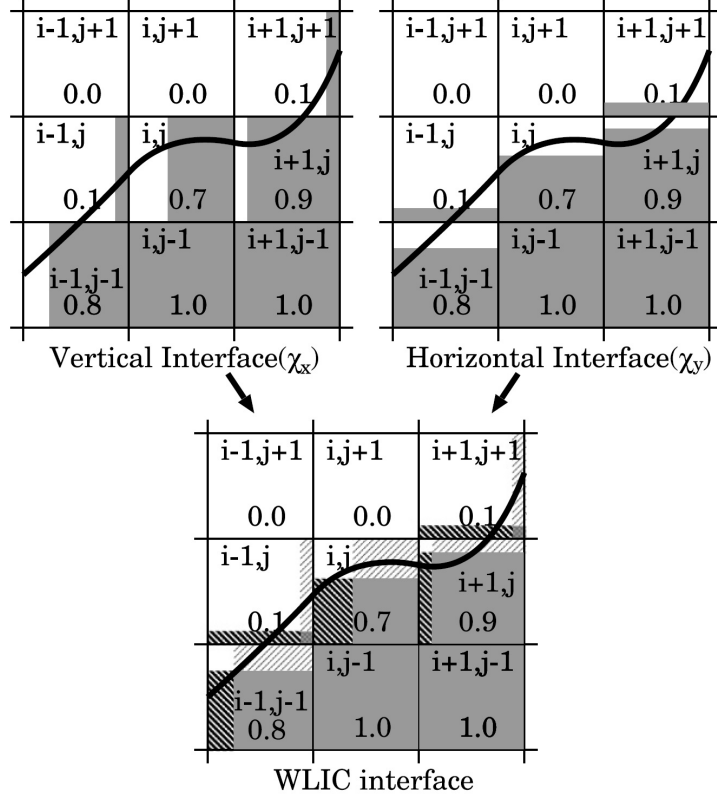 i-1,j+1 i,j+1 i+1,j+1 i-1,j+1 i,j+1 i+1,j+1
0.0 0.0 0.1 0.0 0.0 0.1
i-1,j i,j i-1,j i,j
i+1,j i+1,j
0.1 0.7 0.9 0.1 0.7 0.9
i,j-1 i+1,j-1 i,j-1 i+1,j-1
i-1,j-1 i-1,j-1
0.8 1.0 1.0 0.8 1.0 1.0
Vertical Interface(χx) Horizontal Interface(χy)
i-1,j+1 i,j+1 i+1,j+1
0.0 0.0 0.1
i-1,j i,j
i+1,j
0.1 0.7 0.9
i,j-1 i+1,j-1
i-1,j-1
0.8 1.0 1.0
WLIC interface